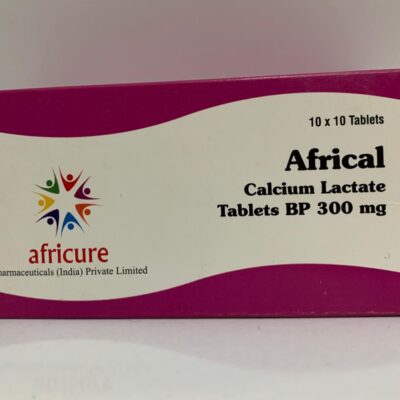 10 x 10 Tablets
Africal
Calcium Lactate
Tablets BP 300 mg
africure
harmaceuticals (India) Private Limited